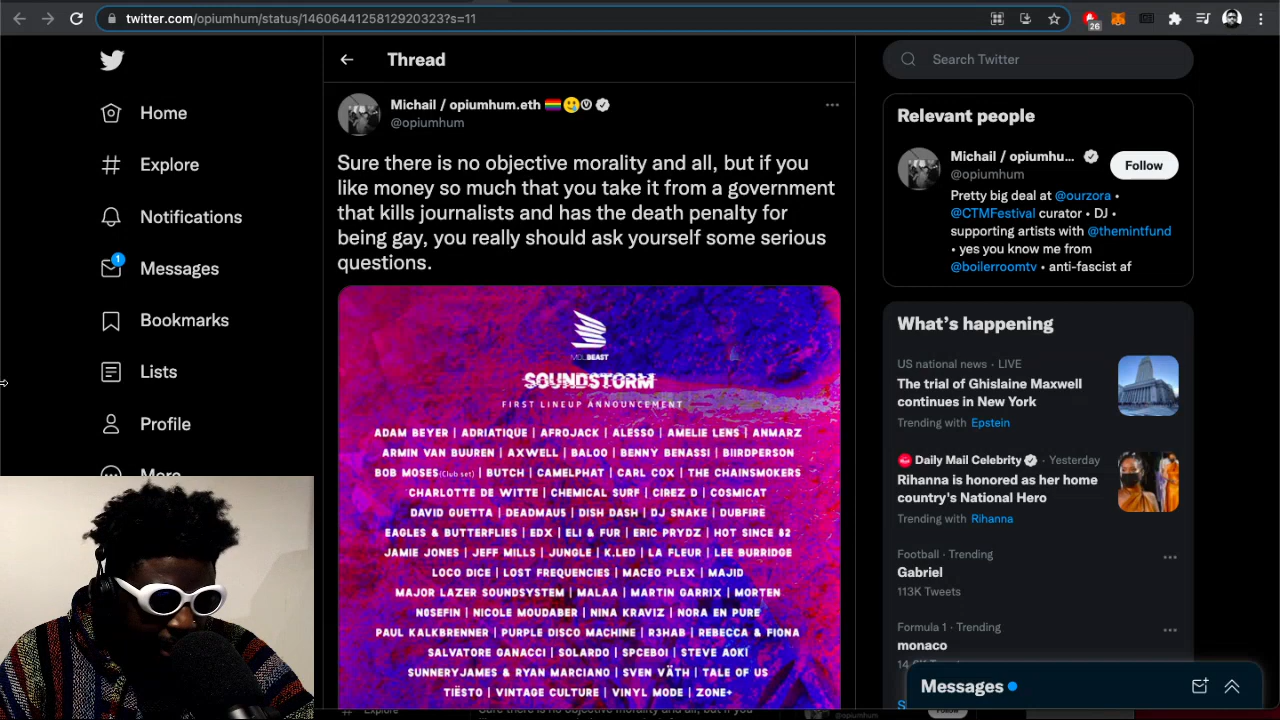 twitter.com/opiumhum/status/1460644125812920323?s=11
26
Home
Explore
Notifications
1
Messages
Bookmarks
Lists
Profile
More
Thread
Michail / opiumhum.eth
@opiumhum
Sure there is no objective morality and all, but if you
like money so much that you take it from a government
that kills journalists and has the death penalty for
being gay, you really should ask yourself some serious
questions.
MDLBEAST
SOUNDSTORM
FIRST LINEUP ANNOUNCEMENT
ADAM BEYER | ADRIATIQUE | AFROJACK | ALESSO | AMELIE LENS | ANMARZ
ARMIN VAN BUUREN | AXWELL | BALOO | BENNY BENASSI | BIIRDPERSON
BOB MOSES(Club set) | BUTCH | CAMELPHAT | CARL COX | THE CHAINSMOKERS
CHARLOTTE DE WITTE | CHEMICAL SURF | CIREZ D | COSMICAT
DAVID GUETTA | DEADMAU5 | DISH DASH | DJ SNAKE | DUBFIRE
EAGLES & BUTTERFLIES | EDX | ELI & FUR | ERIC PRYDZ | HOT SINCE 82
JAMIE JONES | JEFF MILLS | JUNGLE | K.LED | LA FLEUR | LEE BURRIDGE
LOCO DICE | LOST FREQUENCIES | MACEO PLEX | MAJID
MAJOR LAZER SOUNDSYSTEM | MALAA | MARTIN GARRIX | MORTEN
N0SEFIN | NICOLE MOUDABER | NINA KRAVIZ | NORA EN PURE
PAUL KALKBRENNER | PURPLE DISCO MACHINE | R3HAB | REBECCA & FIONA
SALVATORE GANACCI | SOLARDO | SPCEBOI | STEVE AOKI
SUNNERYJAMES & RYAN MARCIANO | SVEN VÄTH | TALE OF US
TIËSTO | VINTAGE CULTURE | VINYL MODE | ZONE+
Search Twitter
Relevant people
Michail / opiumhu...
@opiumhum
Follow
Pretty big deal at @ourzora •
@CTMFestival curator • DJ •
supporting artists with @themintfund
• yes you know me from
@boilerroomtv • anti-fascist af
What's happening
US national news · LIVE
The trial of Ghislaine Maxwell
continues in New York
Trending with Epstein
Daily Mail Celebrity · Yesterday
Rihanna is honored as her home
country's National Hero
Trending with Rihanna
Football · Trending
Gabriel
113K Tweets
Formula 1 · Trending
monaco
Messages
Explore